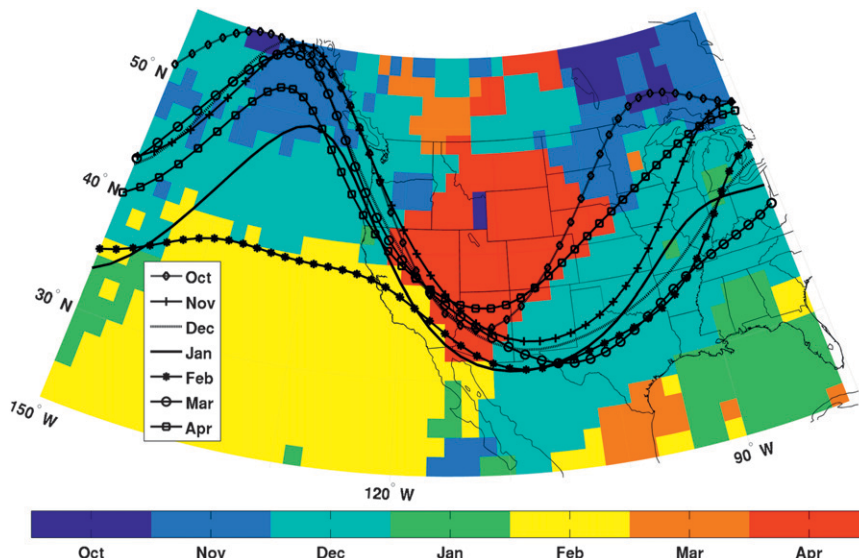 50° N
40° N
30° N
150° W
120° W
90° W
Oct
Nov
Dec
Jan
Feb
Mar
Apr
Oct Nov Dec Jan Feb Mar Apr